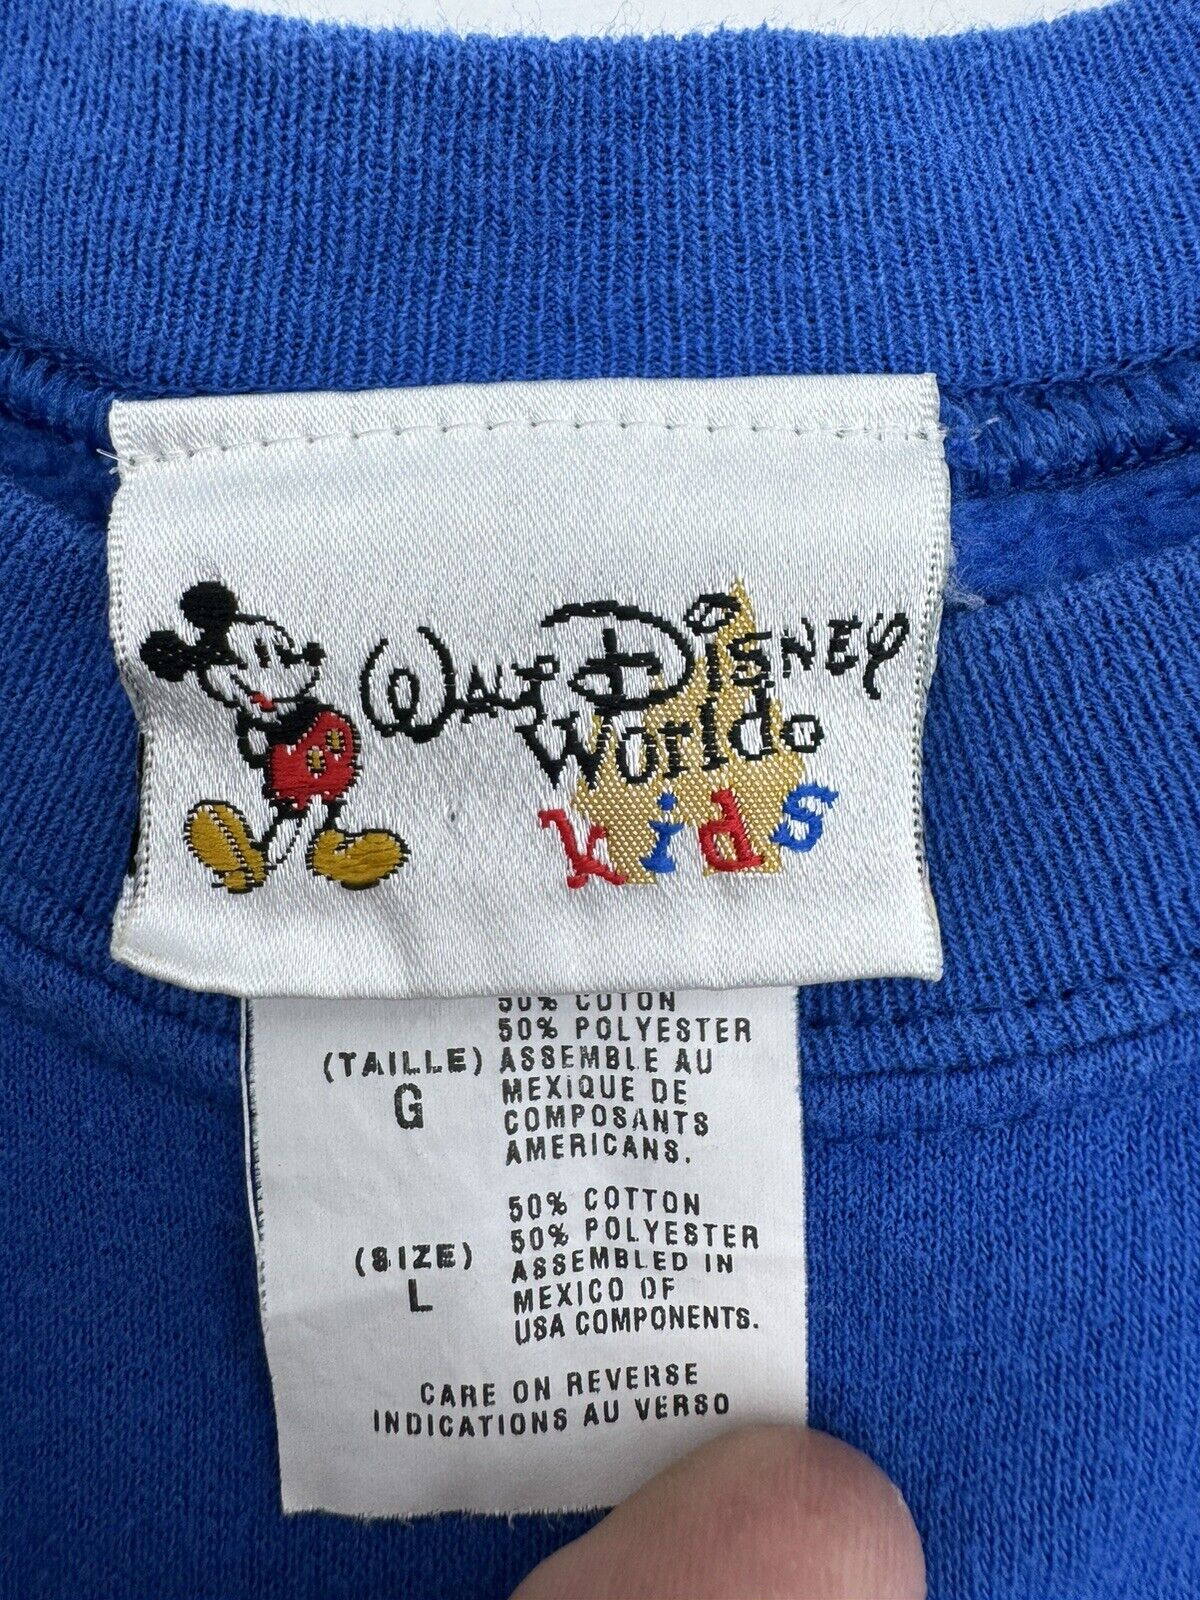 WALT DISNEY
World
kids
50% COTON
50% POLYESTER
(TAILLE) ASSEMBLE AU
G MEXIQUE DE
COMPOSANTS
AMERICANS.
50% COTTON
50% POLYESTER
(SIZE) ASSEMBLED IN
L MEXICO OF
USA COMPONENTS.
CARE ON REVERSE
INDICATIONS AU VERSO